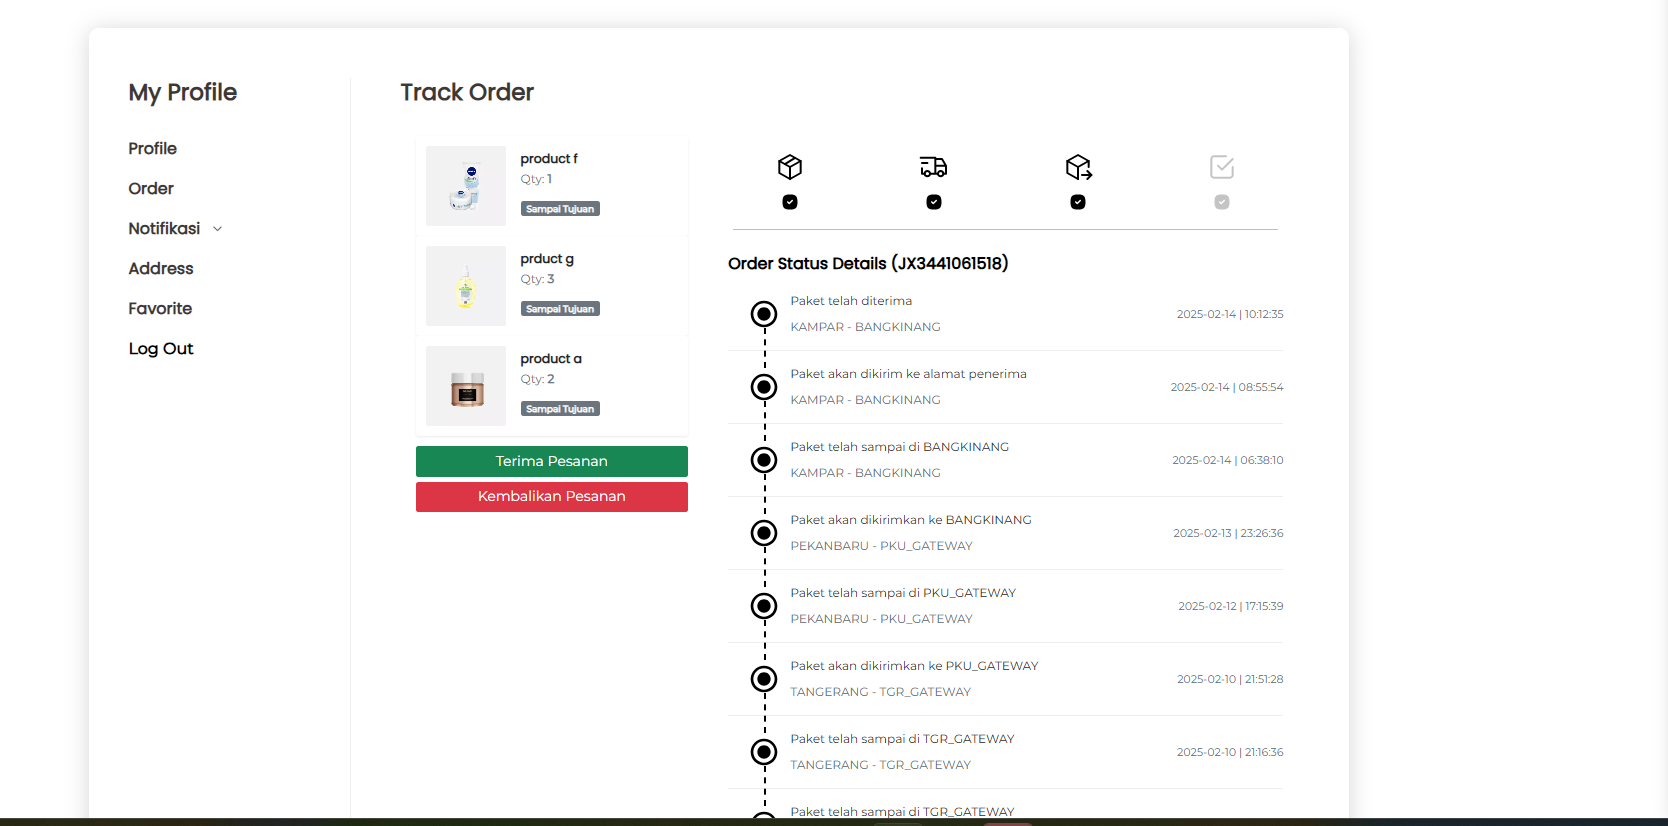 My Profile
Profile
Order
Notifikasi
Address
Favorite
Log Out
Track Order
product f
Qty: 1
Sampai Tujuan
prduct g
Qty: 3
Sampai Tujuan
product a
Qty: 2
Sampai Tujuan
Terima Pesanan
Kembalikan Pesanan
Order Status Details (JX3441061518)
Paket telah diterima
KAMPAR - BANGKINANG
2025-02-14 | 10:12:35
Paket akan dikirim ke alamat penerima
KAMPAR - BANGKINANG
2025-02-14 | 08:55:54
Paket telah sampai di BANGKINANG
KAMPAR - BANGKINANG
2025-02-14 | 06:38:10
Paket akan dikirimkan ke BANGKINANG
PEKANBARU - PKU_GATEWAY
2025-02-13 | 23:26:36
Paket telah sampai di PKU_GATEWAY
PEKANBARU - PKU_GATEWAY
2025-02-12 | 17:15:39
Paket akan dikirimkan ke PKU_GATEWAY
TANGERANG - TGR_GATEWAY
2025-02-10 | 21:51:28
Paket telah sampai di TGR_GATEWAY
TANGERANG - TGR_GATEWAY
2025-02-10 | 21:16:36
Paket telah sampai di TGR_GATEWAY